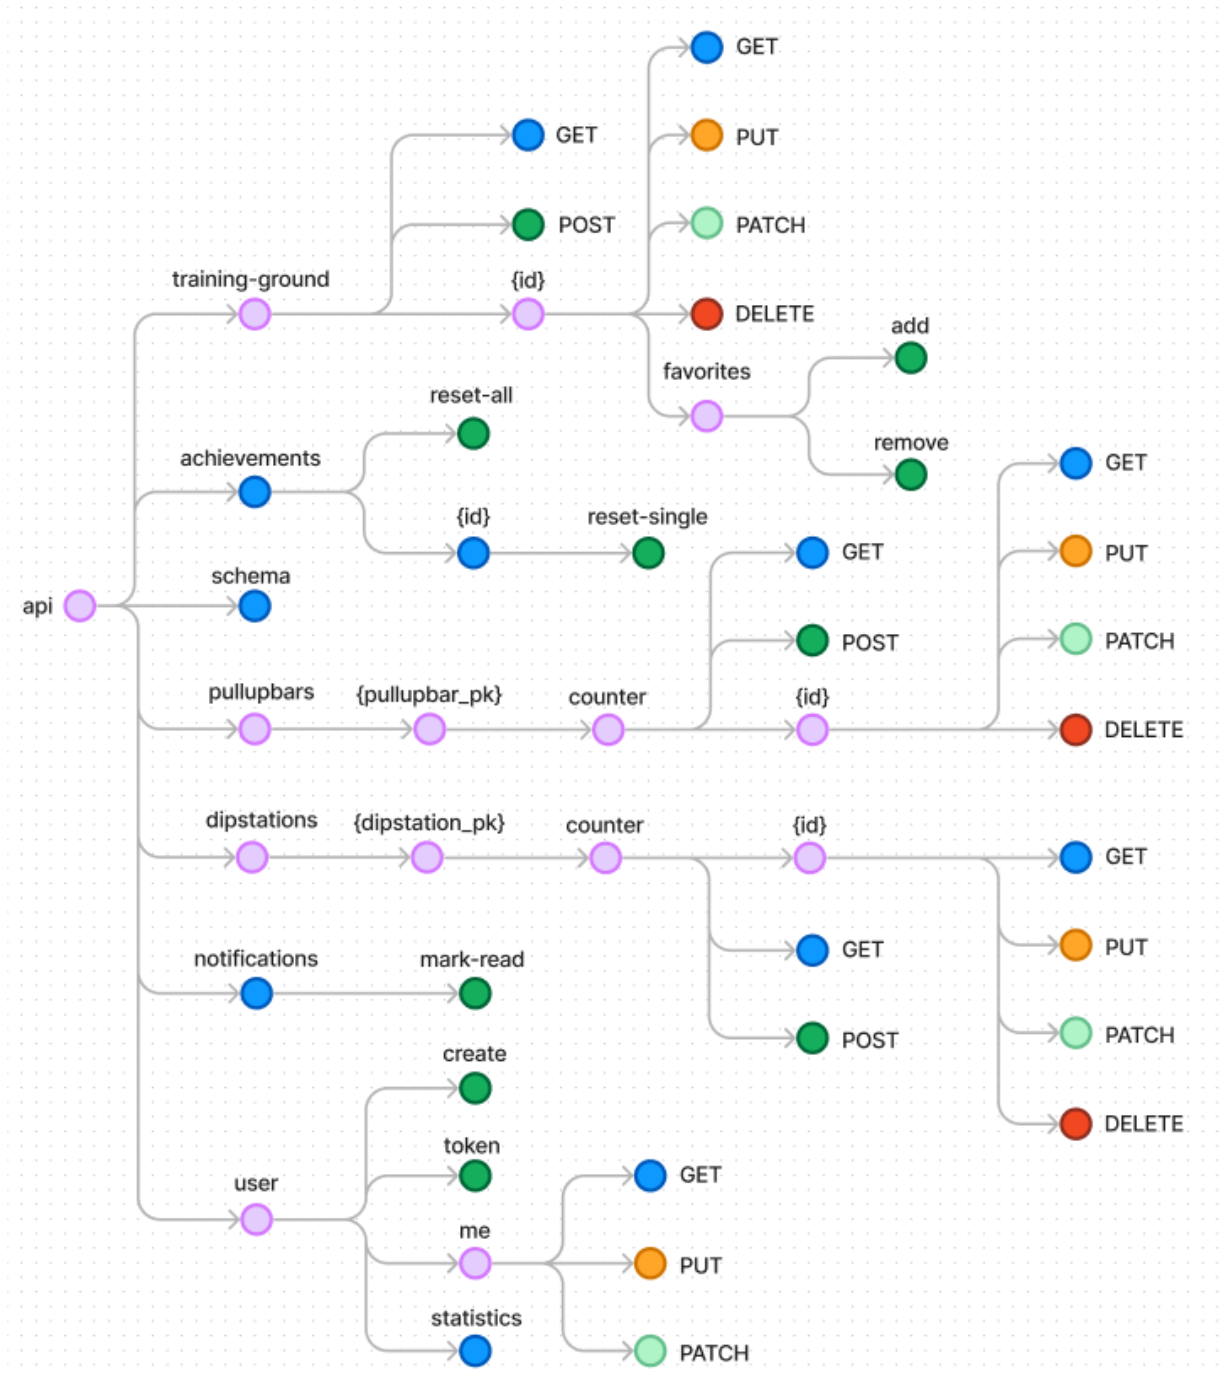 GET
PUT
GET
POST
PATCH
training-ground
{id}
DELETE
add
favorites
reset-all
remove
achievements
GET
{id}
reset-single
GET
PUT
schema
api
POST
PATCH
pullupbars
{pullupbar_pk}
counter
{id}
DELETE
dipstations
{dipstation_pk}
counter
{id}
GET
GET
PUT
notifications
mark-read
POST
PATCH
create
DELETE
token
GET
user
me
PUT
statistics
PATCH